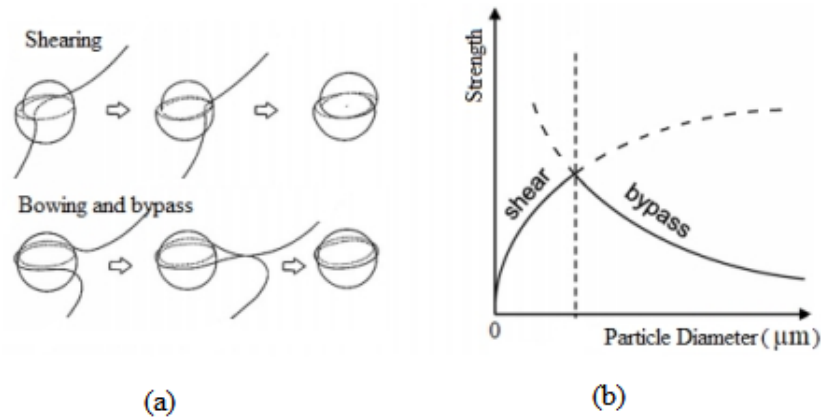 Shearing
Bowing and bypass
(a)
Strength
shear
bypass
0
Particle Diameter (μm)
(b)